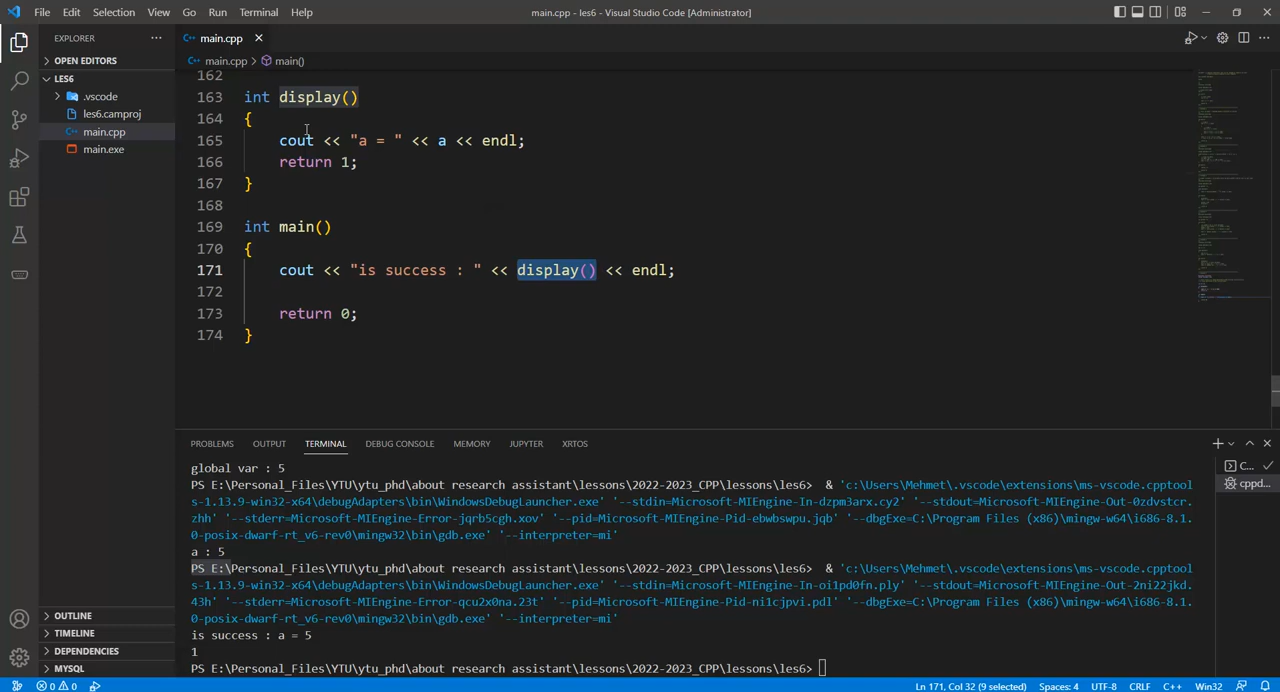 File Edit Selection View Go Run Terminal Help
main.cpp - les6 - Visual Studio Code [Administrator]
EXPLORER
OPEN EDITORS
LES6
.vscode
les6.camproj
main.cpp
main.exe
OUTLINE
TIMELINE
DEPENDENCIES
MYSQL
main.cpp
main.cpp > main()
162
163 int display()
164 {
165 cout << "a = " << a << endl;
166 return 1;
167 }
168
169 int main()
170 {
171 cout << "is success : " << display() << endl;
172
173 return 0;
174 }
PROBLEMS OUTPUT TERMINAL DEBUG CONSOLE MEMORY JUPYTER XRTOS
global var : 5
PS E:\Personal_Files\YTU\ytu_phd\about research assistant\lessons\2022-2023_CPP\lessons\les6> & 'c:\Users\Mehmet\.vscode\extensions\ms-vscode.cpptool
s-1.13.9-win32-x64\debugAdapters\bin\WindowsDebugLauncher.exe' '--stdin=Microsoft-MIEngine-In-dzpm3arx.cy2' '--stdout=Microsoft-MIEngine-Out-0zdvstcr.
zhh' '--stderr=Microsoft-MIEngine-Error-jqrb5cgh.xov' '--pid=Microsoft-MIEngine-Pid-ebwbswpu.jqb' '--dbgExe=C:\Program Files (x86)\mingw-w64\i686-8.1.
0-posix-dwarf-rt_v6-rev0\mingw32\bin\gdb.exe' '--interpreter=mi'
a : 5
PS E:\Personal_Files\YTU\ytu_phd\about research assistant\lessons\2022-2023_CPP\lessons\les6> & 'c:\Users\Mehmet\.vscode\extensions\ms-vscode.cpptool
s-1.13.9-win32-x64\debugAdapters\bin\WindowsDebugLauncher.exe' '--stdin=Microsoft-MIEngine-In-oi1pd0fn.ply' '--stdout=Microsoft-MIEngine-Out-2ni22jkd.
43h' '--stderr=Microsoft-MIEngine-Error-qcu2x0na.23t' '--pid=Microsoft-MIEngine-Pid-ni1cjpvi.pdl' '--dbgExe=C:\Program Files (x86)\mingw-w64\i686-8.1.
0-posix-dwarf-rt_v6-rev0\mingw32\bin\gdb.exe' '--interpreter=mi'
is success : a = 5
1
PS E:\Personal_Files\YTU\ytu_phd\about research assistant\lessons\2022-2023_CPP\lessons\les6>
C...
cppd...
0 0
Ln 171, Col 32 (9 selected) Spaces: 4 UTF-8 CRLF C++ Win32